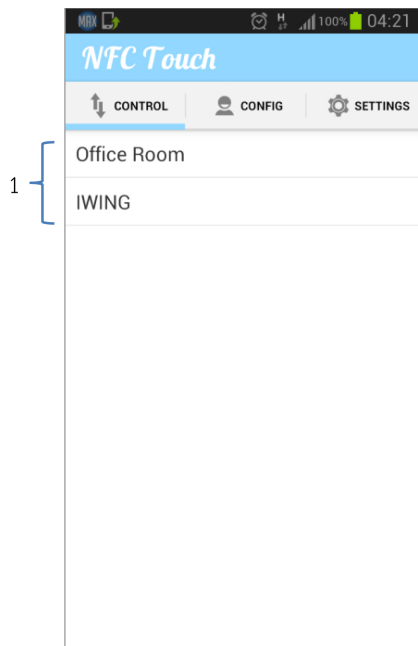 MAX H 100% 04:21
NFC Touch
CONTROL CONFIG SETTINGS
Office Room
1
IWING